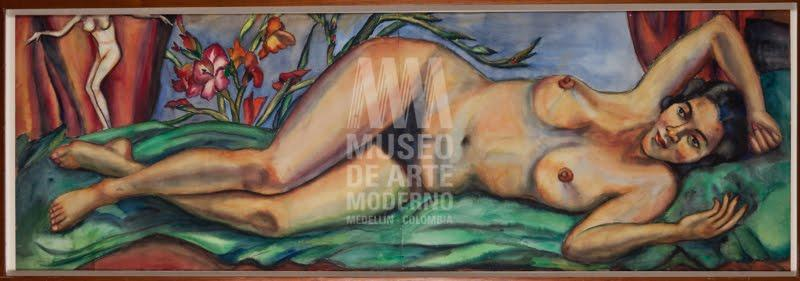 MUSEO
DE ARTE
MODERNO
MEDELLÍN - COLOMBIA